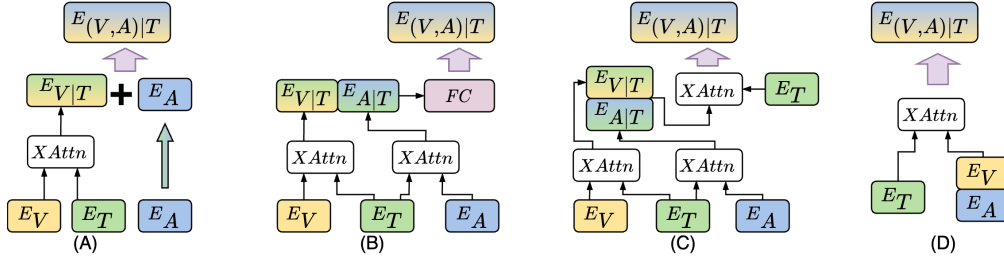 E(V,A)|T
E(V,A)|T
E(V,A)|T
E(V,A)|T
EV|T + EA
EV|T EA|T FC
EV|T
EA|T
XAttn
ET
XAttn
XAttn
XAttn
XAttn
XAttn
XAttn
EV ET EA
EV ET EA
EV ET EA
ET
EV
EA
(A)
(B)
(C)
(D)